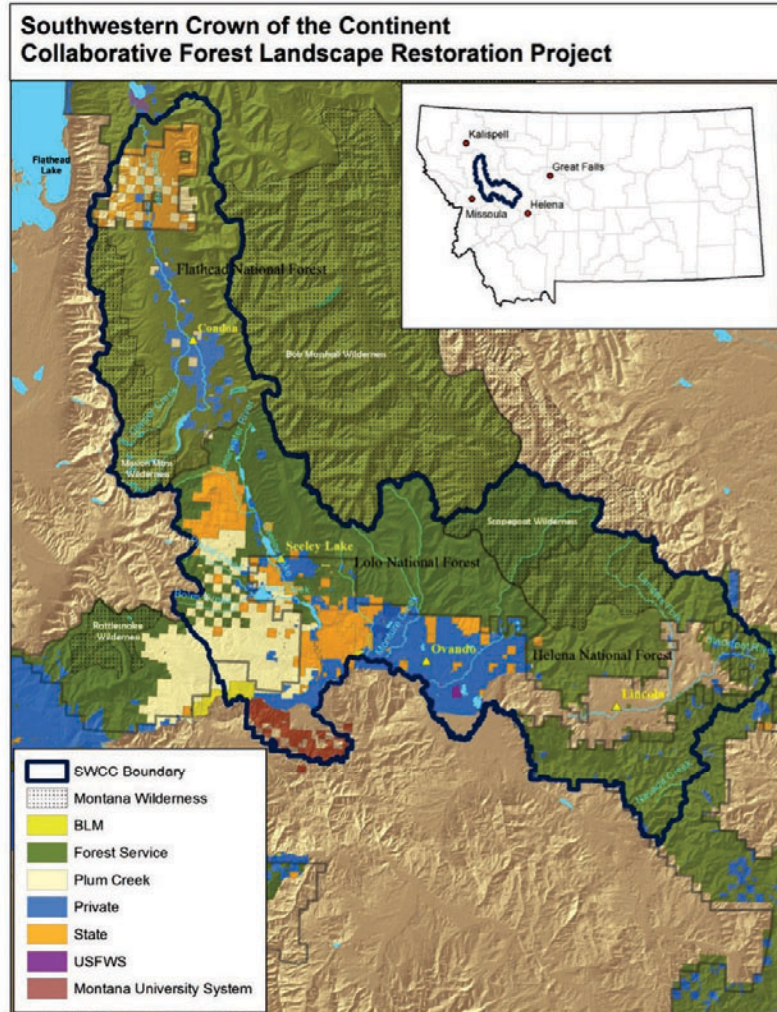 Southwestern Crown of the Continent
Collaborative Forest Landscape Restoration Project
Flathead
Lake
Kalispell
Great Falls
Missoula
Helena
Flathead National Forest
Condon
Bob Marshall Wilderness
Mission Mtns
Wilderness
Scapegoat Wilderness
Seeley Lake
Lolo National Forest
Rattlesnake
Wilderness
Ovando
Helena National Forest
Lincoln
SWCC Boundary
Montana Wilderness
BLM
Forest Service
Plum Creek
Private
State
USFWS
Montana University System